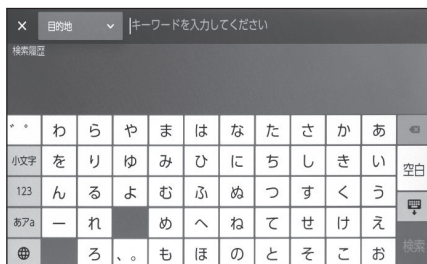 × 目的地 キーワードを入力してください
検索履歴
゛゜ わ ら や ま は な た さ か あ
小文字 を り ゆ み ひ に ち し き い 空白
123 ん る よ む ふ ぬ つ す く う
あアa ー れ め へ ね て せ け え
ろ 、。 も ほ の と そ こ お 検索